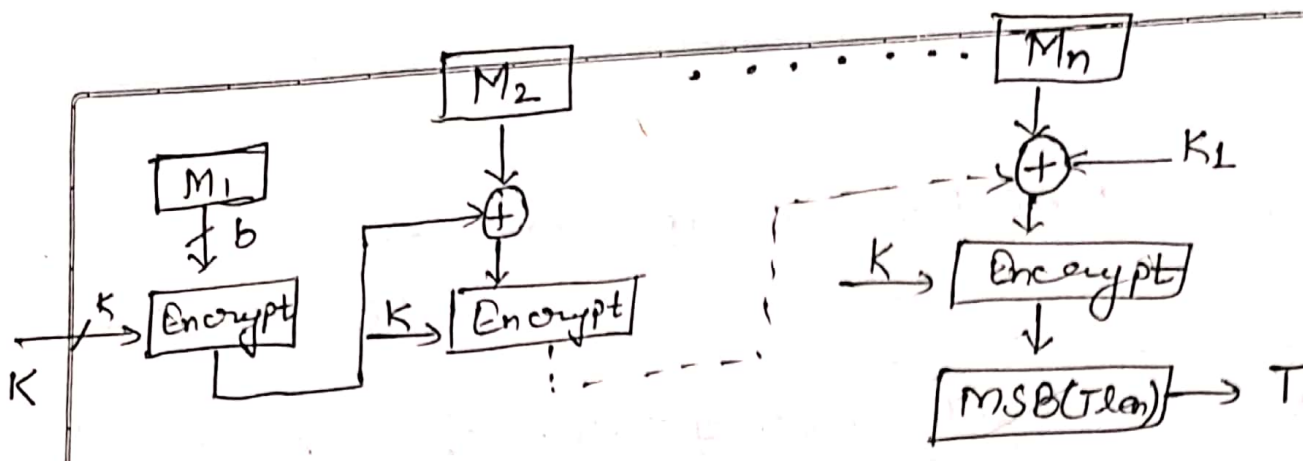 M2
. . . . . . . .
Mn
M1
b
+
+
K1
K
k
Encrypt
K
Encrypt
K
Encrypt
MSB(Tlen)
T